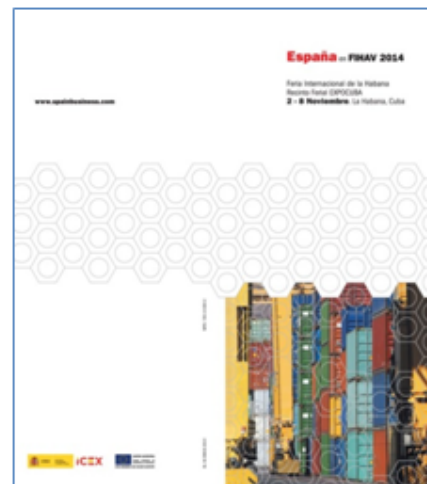 España en FIHAV 2014
Feria Internacional de la Habana
Recinto Ferial EXPOCUBA
2 - 8 Noviembre. La Habana, Cuba
www.spainbusiness.com
icex